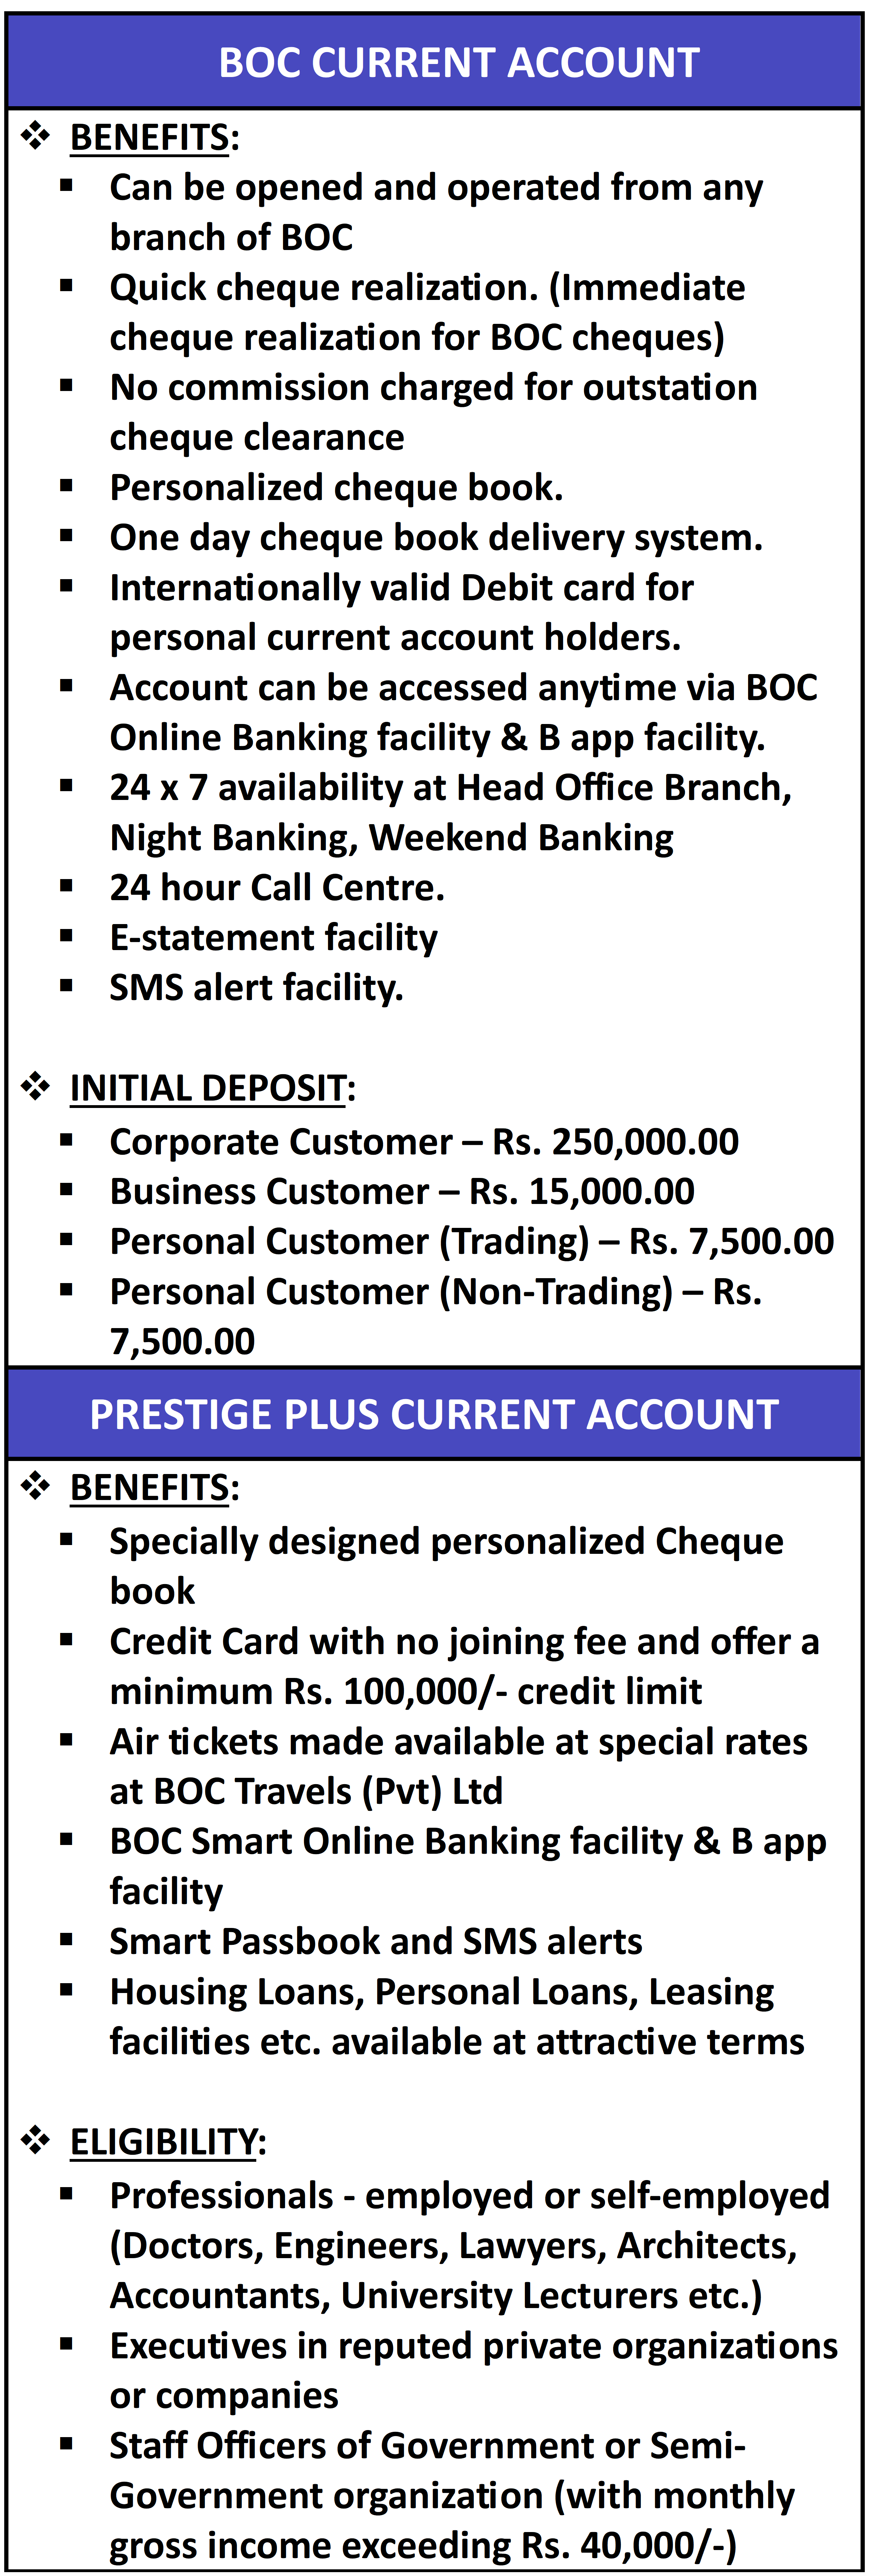 BOC CURRENT ACCOUNT
❖ BENEFITS:
▪ Can be opened and operated from any
branch of BOC
▪ Quick cheque realization. (Immediate
cheque realization for BOC cheques)
▪ No commission charged for outstation
cheque clearance
▪ Personalized cheque book.
▪ One day cheque book delivery system.
▪ Internationally valid Debit card for
personal current account holders.
▪ Account can be accessed anytime via BOC
Online Banking facility & B app facility.
▪ 24 x 7 availability at Head Office Branch,
Night Banking, Weekend Banking
▪ 24 hour Call Centre.
▪ E-statement facility
▪ SMS alert facility.
❖ INITIAL DEPOSIT:
▪ Corporate Customer – Rs. 250,000.00
▪ Business Customer – Rs. 15,000.00
▪ Personal Customer (Trading) – Rs. 7,500.00
▪ Personal Customer (Non-Trading) – Rs.
7,500.00
PRESTIGE PLUS CURRENT ACCOUNT
❖ BENEFITS:
▪ Specially designed personalized Cheque
book
▪ Credit Card with no joining fee and offer a
minimum Rs. 100,000/- credit limit
▪ Air tickets made available at special rates
at BOC Travels (Pvt) Ltd
▪ BOC Smart Online Banking facility & B app
facility
▪ Smart Passbook and SMS alerts
▪ Housing Loans, Personal Loans, Leasing
facilities etc. available at attractive terms
❖ ELIGIBILITY:
▪ Professionals - employed or self-employed
(Doctors, Engineers, Lawyers, Architects,
Accountants, University Lecturers etc.)
▪ Executives in reputed private organizations
or companies
▪ Staff Officers of Government or Semi-
Government organization (with monthly
gross income exceeding Rs. 40,000/-)